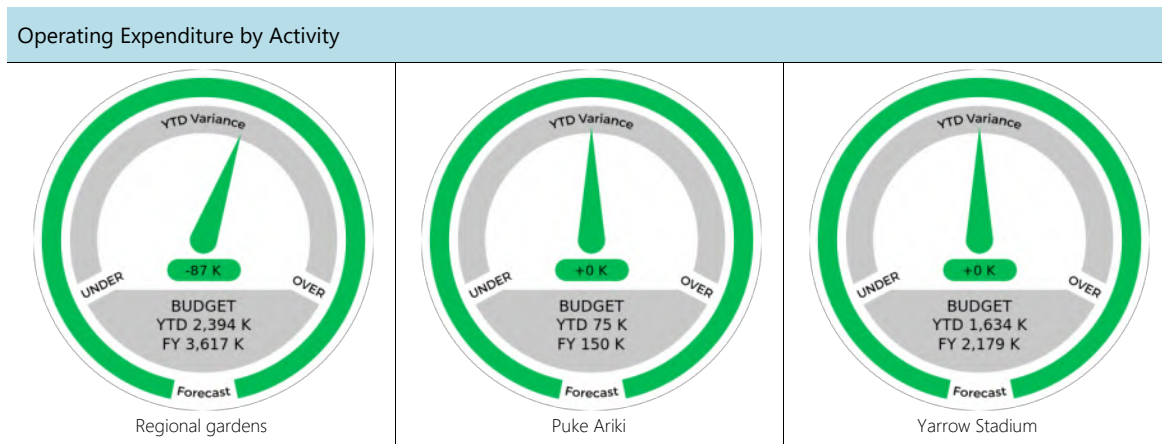 Operating Expenditure by Activity
YTD Variance
-87 K
UNDER
OVER
BUDGET
YTD 2,394 K
FY 3,617 K
Forecast
Regional gardens
YTD Variance
+0 K
UNDER
OVER
BUDGET
YTD 75 K
FY 150 K
Forecast
Puke Ariki
YTD Variance
+0 K
UNDER
OVER
BUDGET
YTD 1,634 K
FY 2,179 K
Forecast
Yarrow Stadium